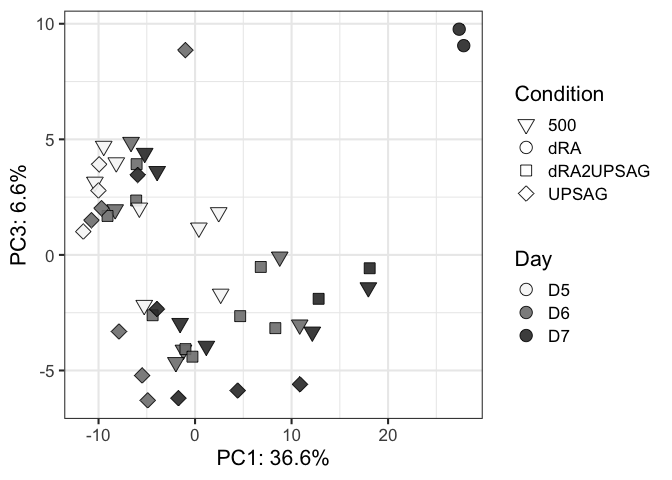 10
5
0
-5
PC3: 6.6%
-10
0
10
20
PC1: 36.6%
Condition
500
dRA
dRA2UPSAG
UPSAG
Day
D5
D6
D7